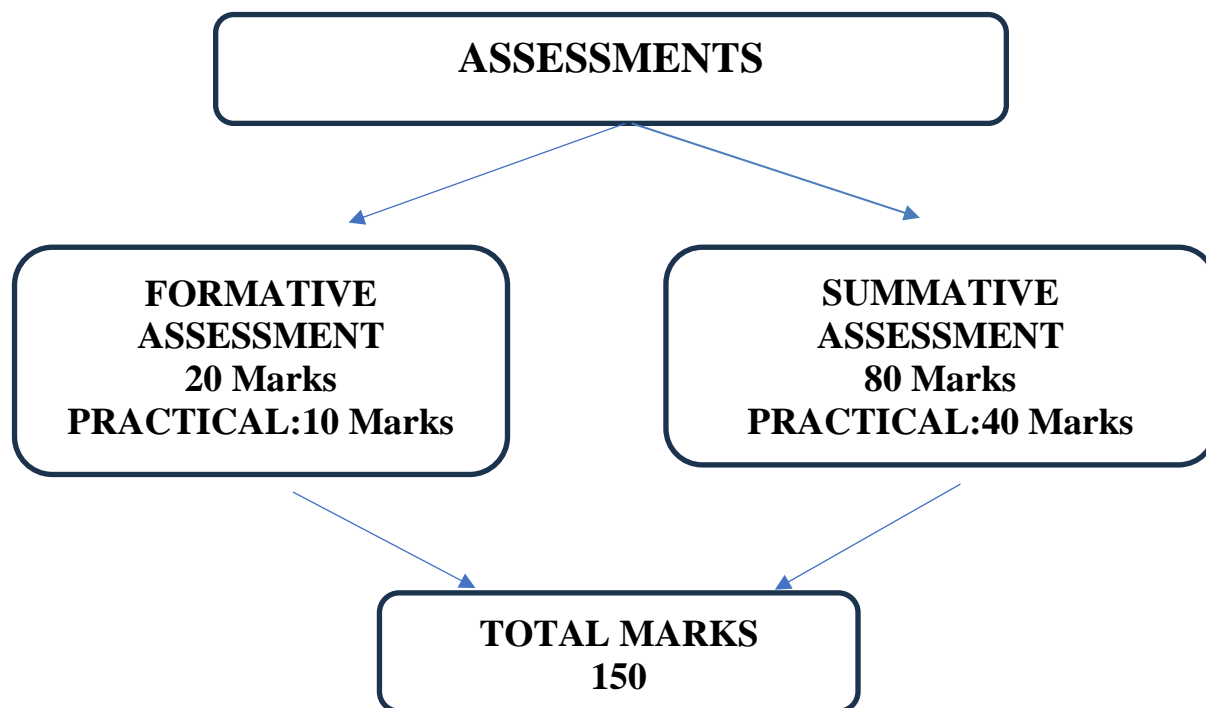 ASSESSMENTS
FORMATIVE
ASSESSMENT
20 Marks
PRACTICAL:10 Marks
SUMMATIVE
ASSESSMENT
80 Marks
PRACTICAL:40 Marks
TOTAL MARKS
150